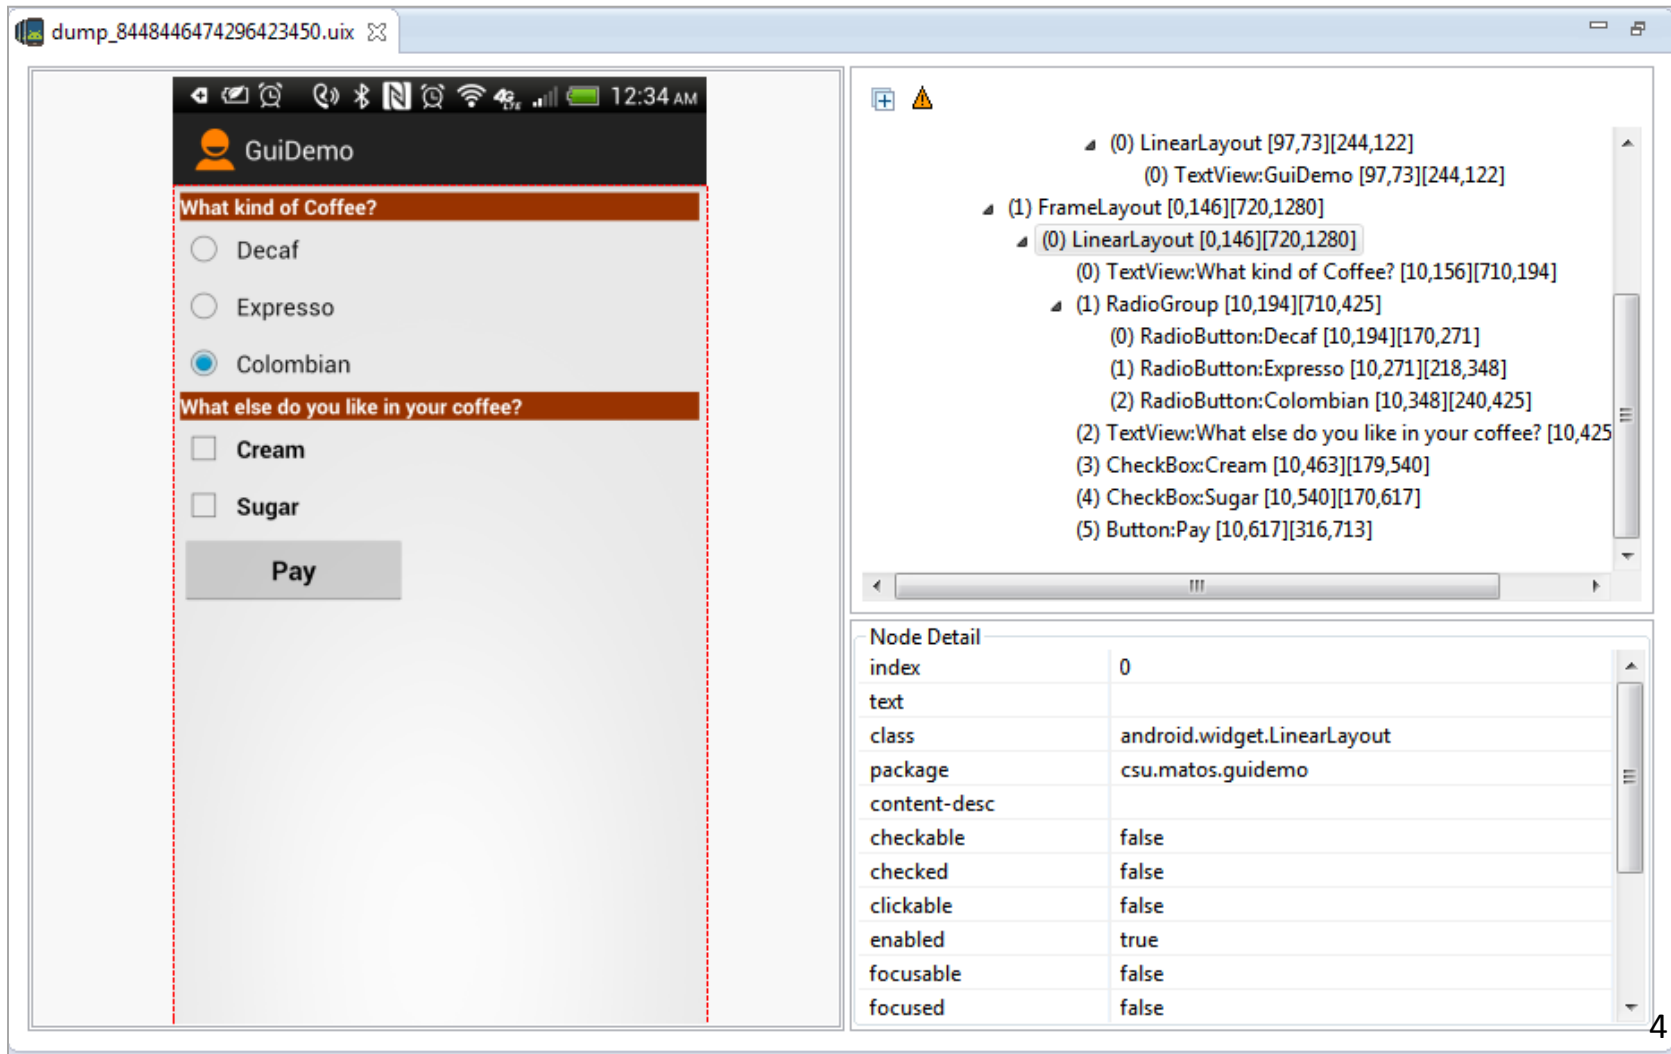 dump_8448446474296423450.uix
4G LTE 12:34 AM
GuiDemo
What kind of Coffee?
Decaf
Expresso
Colombian
What else do you like in your coffee?
Cream
Sugar
Pay
(0) LinearLayout [97,73][244,122]
(0) TextView:GuiDemo [97,73][244,122]
(1) FrameLayout [0,146][720,1280]
(0) LinearLayout [0,146][720,1280]
(0) TextView:What kind of Coffee? [10,156][710,194]
(1) RadioGroup [10,194][710,425]
(0) RadioButton:Decaf [10,194][170,271]
(1) RadioButton:Expresso [10,271][218,348]
(2) RadioButton:Colombian [10,348][240,425]
(2) TextView:What else do you like in your coffee? [10,425
(3) CheckBox:Cream [10,463][179,540]
(4) CheckBox:Sugar [10,540][170,617]
(5) Button:Pay [10,617][316,713]
Node Detail
index 0
text
class android.widget.LinearLayout
package csu.matos.guidemo
content-desc
checkable false
checked false
clickable false
enabled true
focusable false
focused false
4